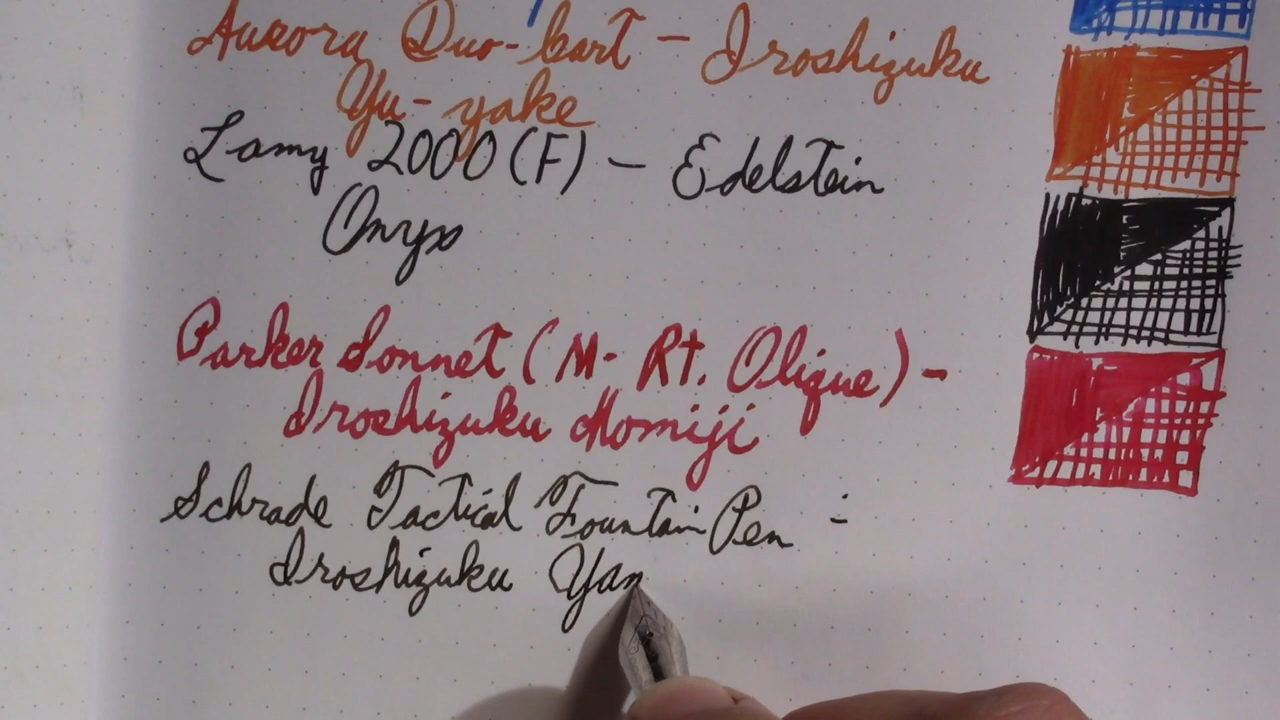 Aurora Duo-Cart - Iroshizuku
Yu-yake
Lamy 2000 (F) - Edelstein
Onyx
Parker Sonnet (M- Rt. Olique) -
Iroshizuku Momiji
Schrade Tactical Fountain Pen -
Iroshizuku Yam